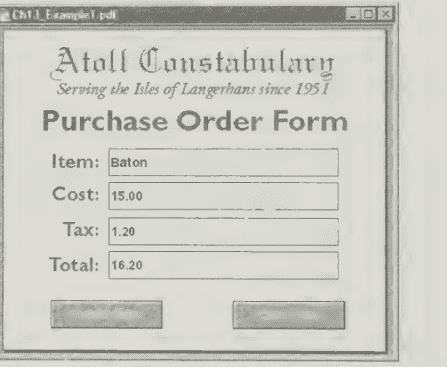 Ch13_Example1.pdf
Atoll Constabulary
Serving the Isles of Langerhans since 1951
Purchase Order Form
Item: Baton
Cost: 15.00
Tax: 1.20
Total: 16.20